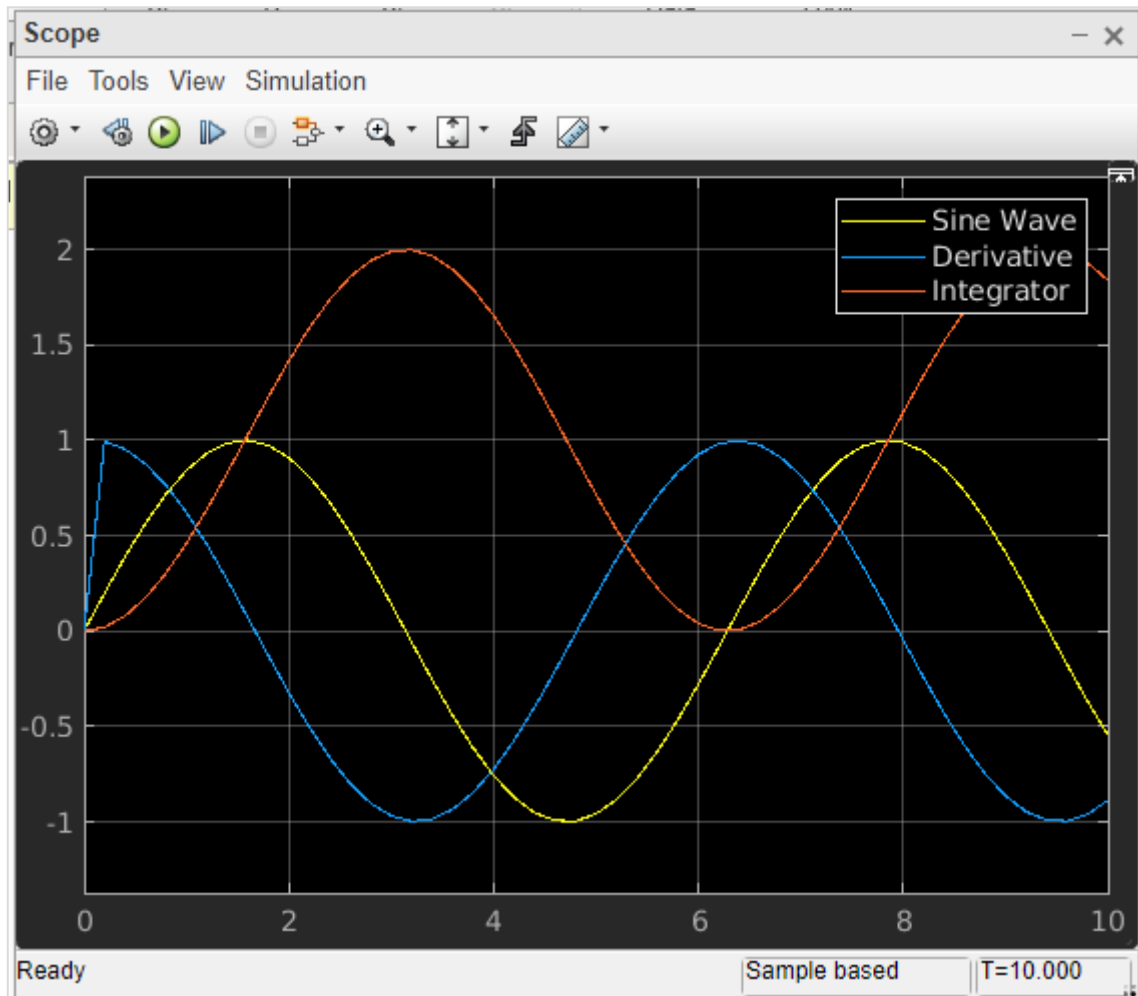 Scope
File Tools View Simulation
Sine Wave
Derivative
Integrator
2
1.5
1
0.5
0
-0.5
-1
0 2 4 6 8 10
Ready Sample based T=10.000